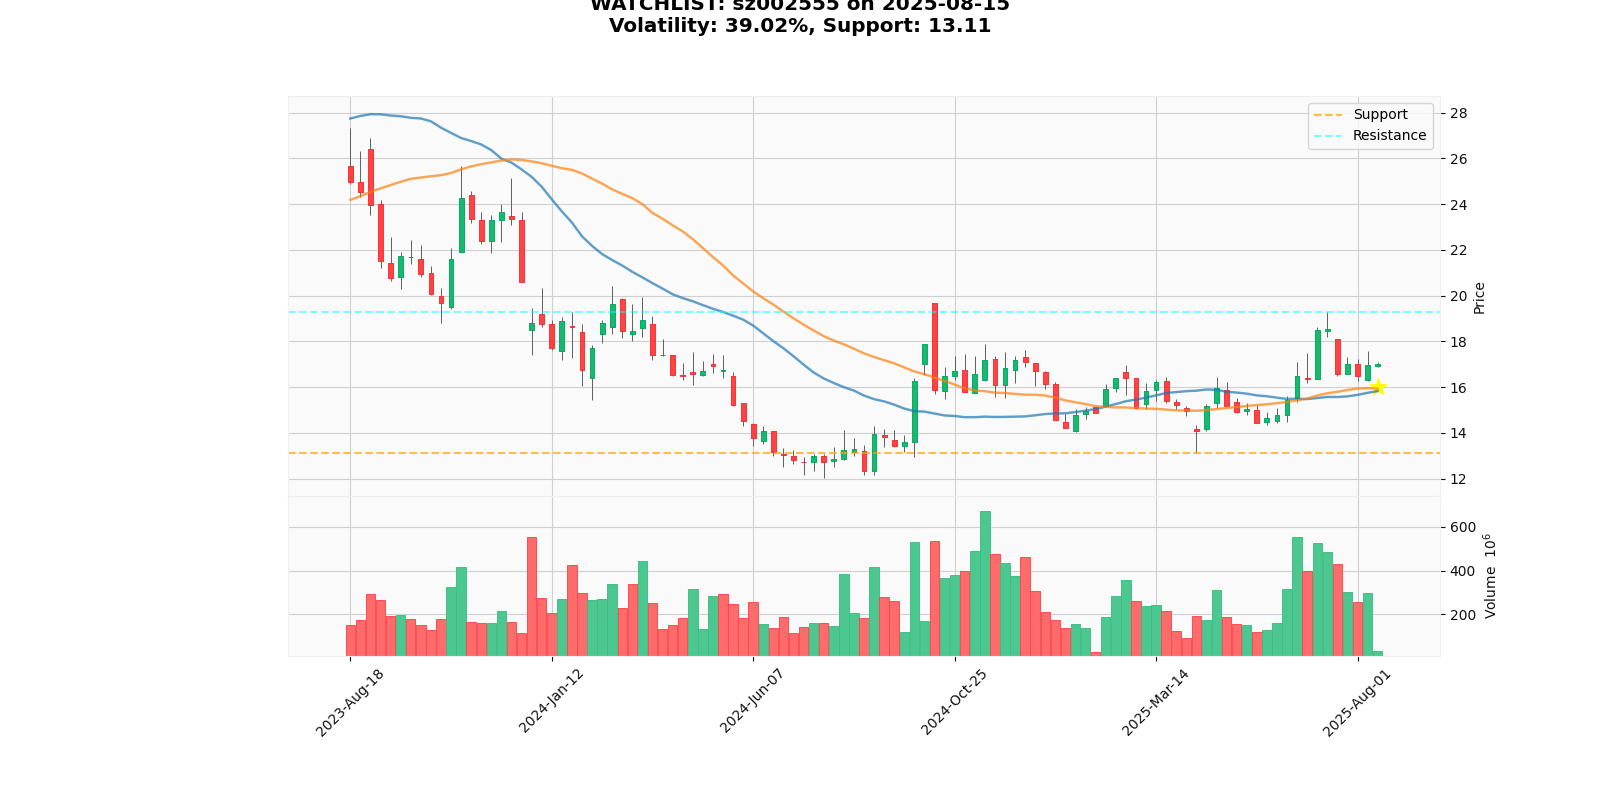 WATCHLIST: sz002555 on 2025-08-15
Volatility: 39.02%, Support: 13.11
Support
Resistance
28
26
24
22
20
18
16
14
12
Price
600
400
200
Volume 10⁶
2023-Aug-18
2024-Jan-12
2024-Jun-07
2024-Oct-25
2025-Mar-14
2025-Aug-01